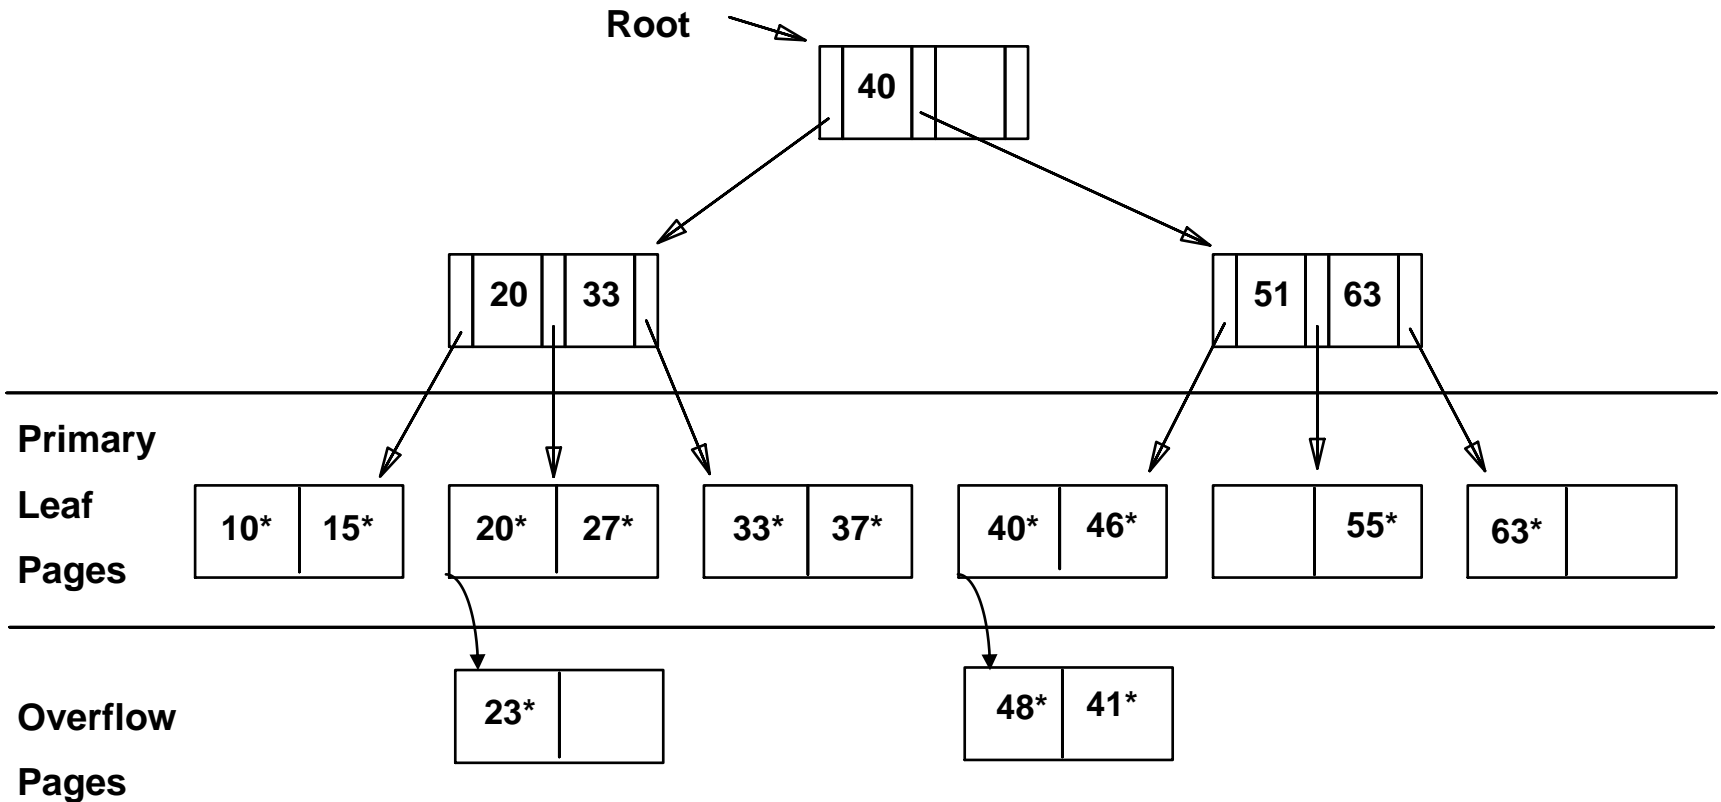 Root
40
20 33
51 63
Primary
Leaf
Pages
10* 15*
20* 27*
33* 37*
40* 46*
55*
63*
Overflow
Pages
23*
48* 41*